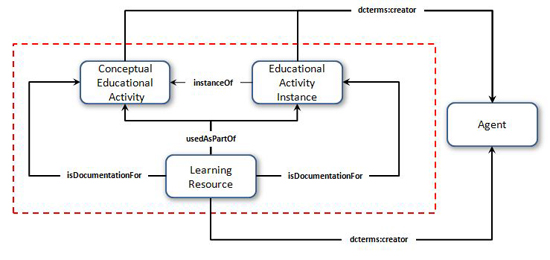 dcterms:creator
Conceptual
Educational
Activity
instanceOf
Educational
Activity
Instance
Agent
usedAsPartOf
isDocumentationFor
Learning
Resource
isDocumentationFor
dcterms:creator